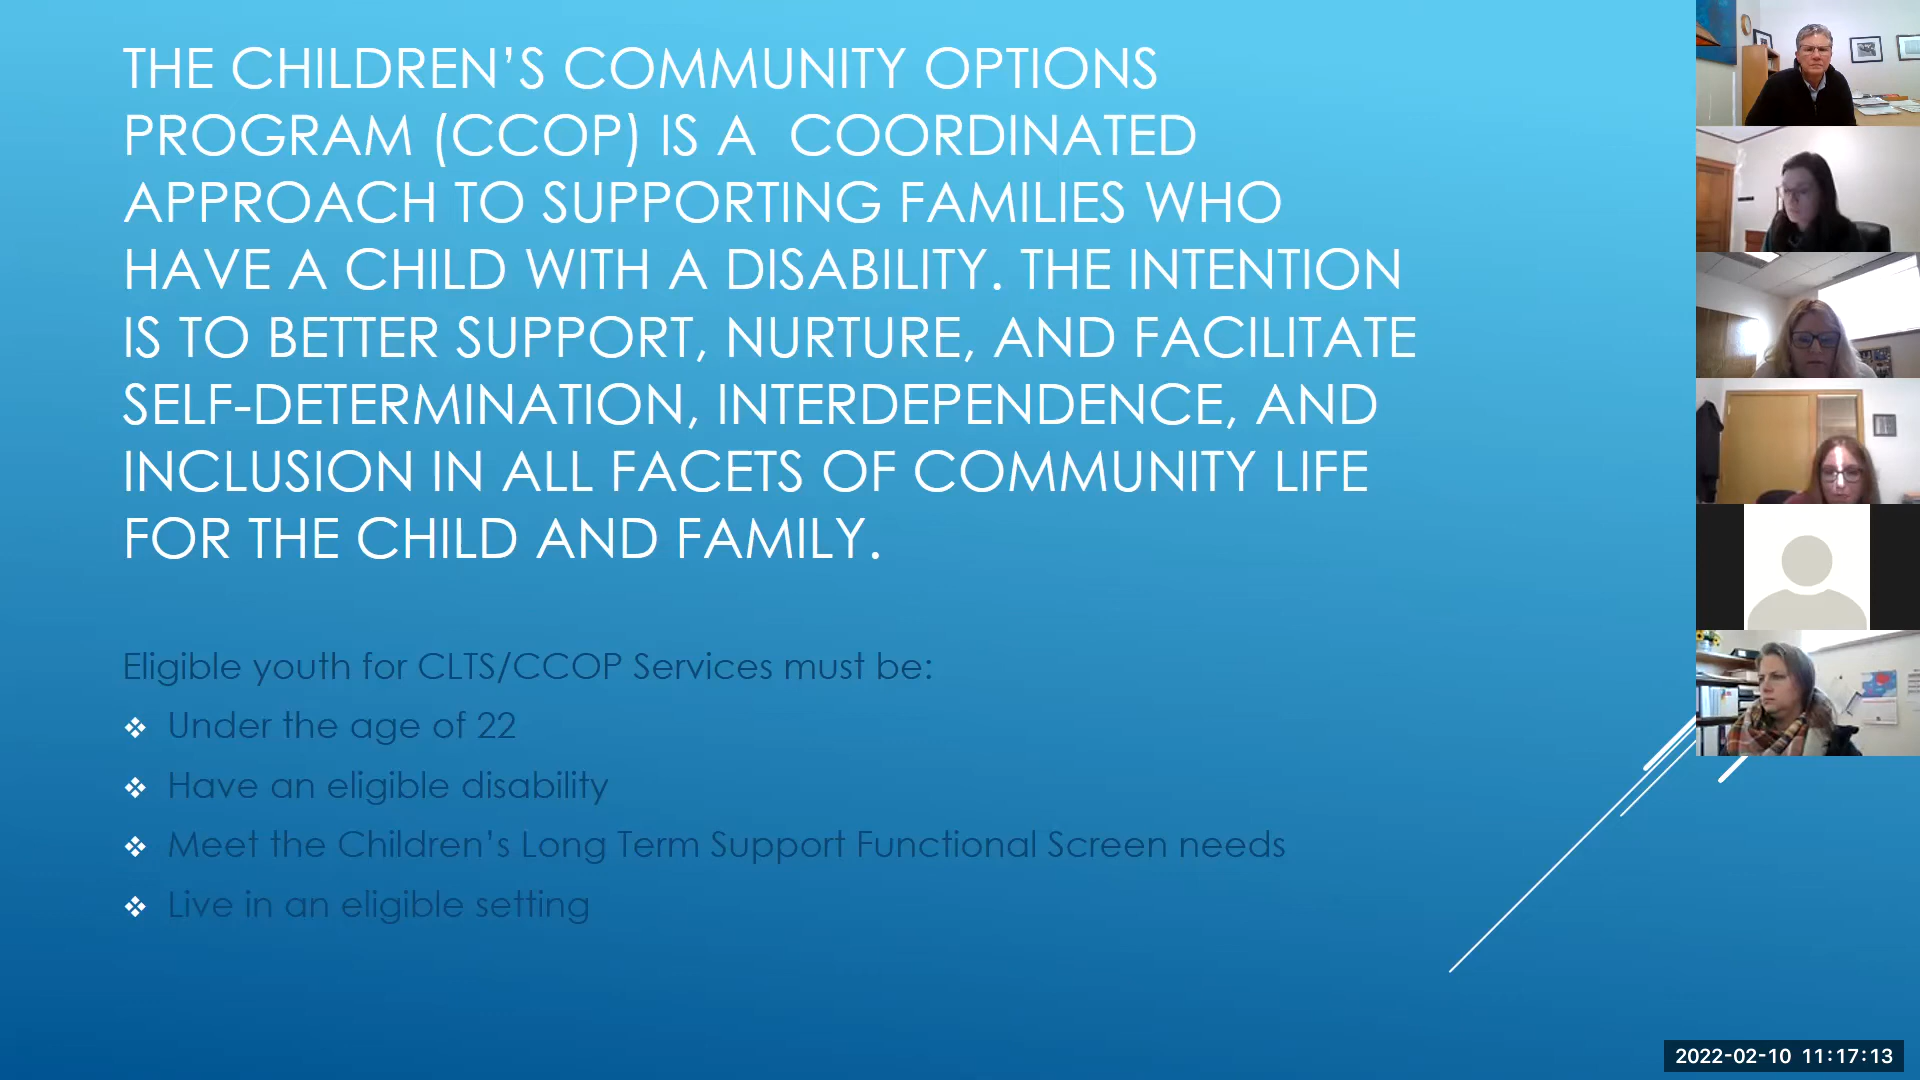 THE CHILDREN’S COMMUNITY OPTIONS
PROGRAM (CCOP) IS A  COORDINATED
APPROACH TO SUPPORTING FAMILIES WHO
HAVE A CHILD WITH A DISABILITY. THE INTENTION
IS TO BETTER SUPPORT, NURTURE, AND FACILITATE
SELF-DETERMINATION, INTERDEPENDENCE, AND
INCLUSION IN ALL FACETS OF COMMUNITY LIFE
FOR THE CHILD AND FAMILY.
Eligible youth for CLTS/CCOP Services must be:
❖ Under the age of 22
❖ Have an eligible disability
❖ Meet the Children’s Long Term Support Functional Screen needs
❖ Live in an eligible setting
2022-02-10 11:17:13